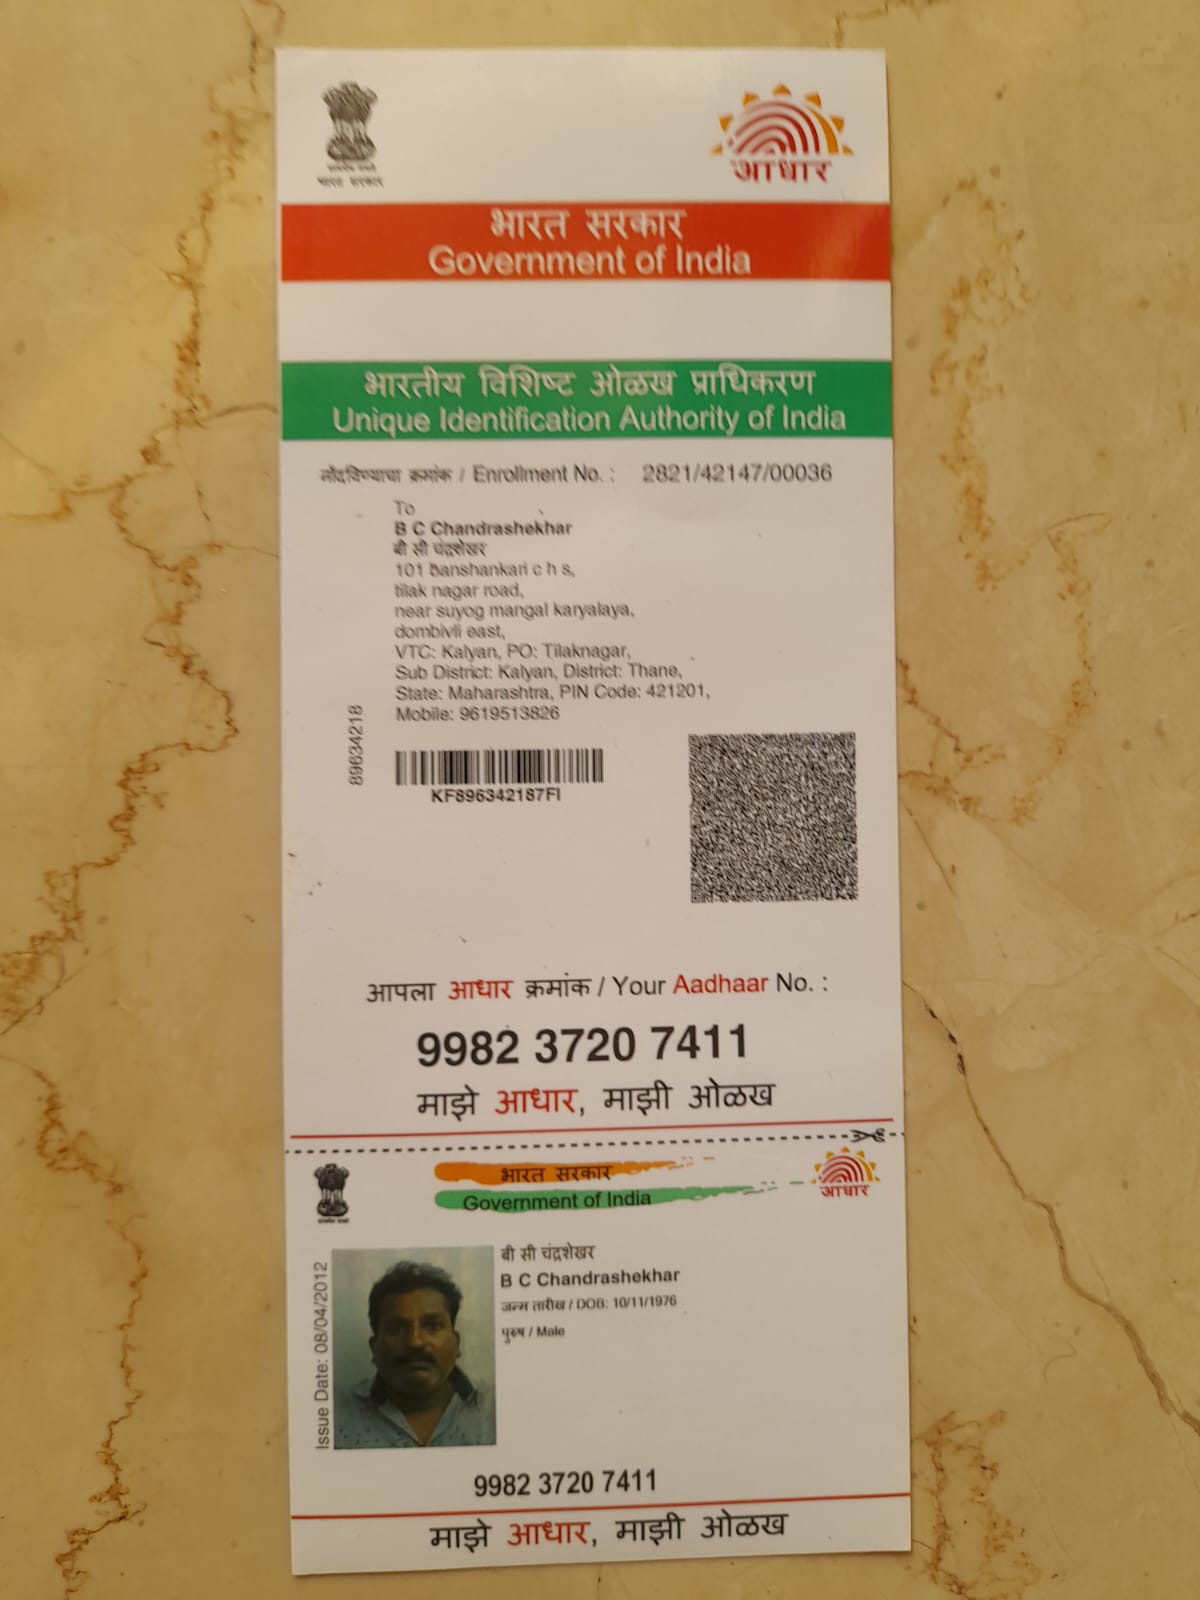 भारत सरकार
आधार
भारत सरकार
Government of India
भारतीय विशिष्ट ओळख प्राधिकरण
Unique Identification Authority of India
नोंदविण्याचा क्रमांक / Enrollment No. : 2821/42147/00036
To
B C Chandrashekhar
बी सी चंद्रशेखर
101 banshankari c h s,
tilak nagar road,
near suyog mangal karyalaya,
dombivli east,
VTC: Kalyan, PO: Tilaknagar,
Sub District: Kalyan, District: Thane,
State: Maharashtra, PIN Code: 421201,
Mobile: 9619513826
89634218
KF896342187FI
आपला आधार क्रमांक / Your Aadhaar No. :
9982 3720 7411
माझे आधार, माझी ओळख
भारत सरकार
Government of India
आधार
बी सी चंद्रशेखर
B C Chandrashekhar
जन्म तारीख / DOB: 10/11/1976
पुरुष / Male
Issue Date: 08/04/2012
9982 3720 7411
माझे आधार, माझी ओळख